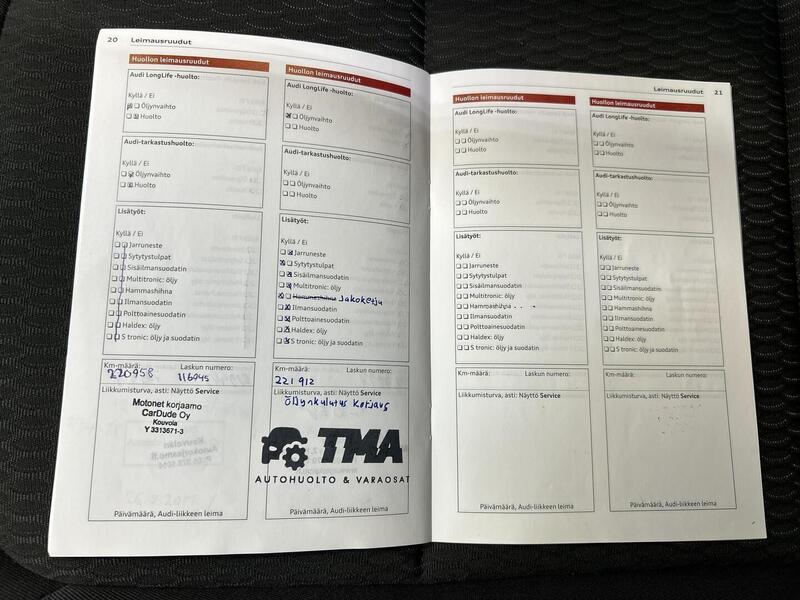 20 Leimausruudut
Huollon leimausruudut
Audi LongLife -huolto:
Kyllä / Ei
Öljynvaihto
Huolto
Audi-tarkastushuolto:
Kyllä / Ei
Öljynvaihto
Huolto
Lisätyöt:
Kyllä / Ei
Jarruneste
Sytytystulpat
Sisäilmansuodatin
Multitronic: öljy
Hammashihna
Ilmansuodatin
Polttoainesuodatin
Haldex: öljy
S tronic: öljy ja suodatin
Km-määrä: Laskun numero:
220958 116945
Liikkumisturva, asti: Näyttö Service
Motonet korjaamo
CarDude Oy
Kouvola
Y 3313671-3
Päivämäärä, Audi-liikkeen leima
Huollon leimausruudut
Audi LongLife -huolto:
Kyllä / Ei
Öljynvaihto
Huolto
Audi-tarkastushuolto:
Kyllä / Ei
Öljynvaihto
Huolto
Lisätyöt:
Kyllä / Ei
Jarruneste
Sytytystulpat
Sisäilmansuodatin
Multitronic: öljy
Hammashihna Jakoketju
Ilmansuodatin
Polttoainesuodatin
Haldex: öljy
S tronic: öljy ja suodatin
Km-määrä: Laskun numero:
221 912
Liikkumisturva, asti: Näyttö Service
korjaus
TMA
AUTOHUOLTO & VARAOSAT
Päivämäärä, Audi-liikkeen leima
Leimausruudut 21
Huollon leimausruudut
Audi LongLife -huolto:
Kyllä / Ei
Öljynvaihto
Huolto
Audi-tarkastushuolto:
Kyllä / Ei
Öljynvaihto
Huolto
Lisätyöt:
Kyllä / Ei
Jarruneste
Sytytystulpat
Sisäilmansuodatin
Multitronic: öljy
Hammashihna
Ilmansuodatin
Polttoainesuodatin
Haldex: öljy
S tronic: öljy ja suodatin
Km-määrä: Laskun numero:
Liikkumisturva, asti: Näyttö Service
Päivämäärä, Audi-liikkeen leima
Huollon leimausruudut
Audi LongLife -huolto:
Kyllä / Ei
Öljynvaihto
Huolto
Audi-tarkastushuolto:
Kyllä / Ei
Öljynvaihto
Huolto
Lisätyöt:
Kyllä / Ei
Jarruneste
Sytytystulpat
Sisäilmansuodatin
Multitronic: öljy
Hammashihna
Ilmansuodatin
Polttoainesuodatin
Haldex: öljy
S tronic: öljy ja suodatin
Km-määrä: Laskun numero:
Liikkumisturva, asti: Näyttö Service
Päivämäärä, Audi-liikkeen leima